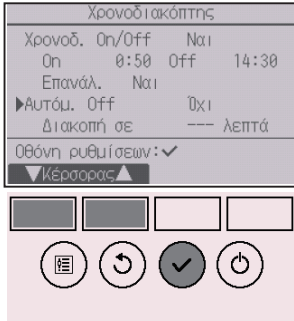 Χρονοδιακόπτης
Χρονοδ. On/Off Ναι
On 0:50 Off 14:30
Επανάλ. Ναι
▶Αυτόμ. Off Όχι
Διακοπή σε --- λεπτά
Οθόνη ρυθμίσεων:✓
▼Κέρσορας▲